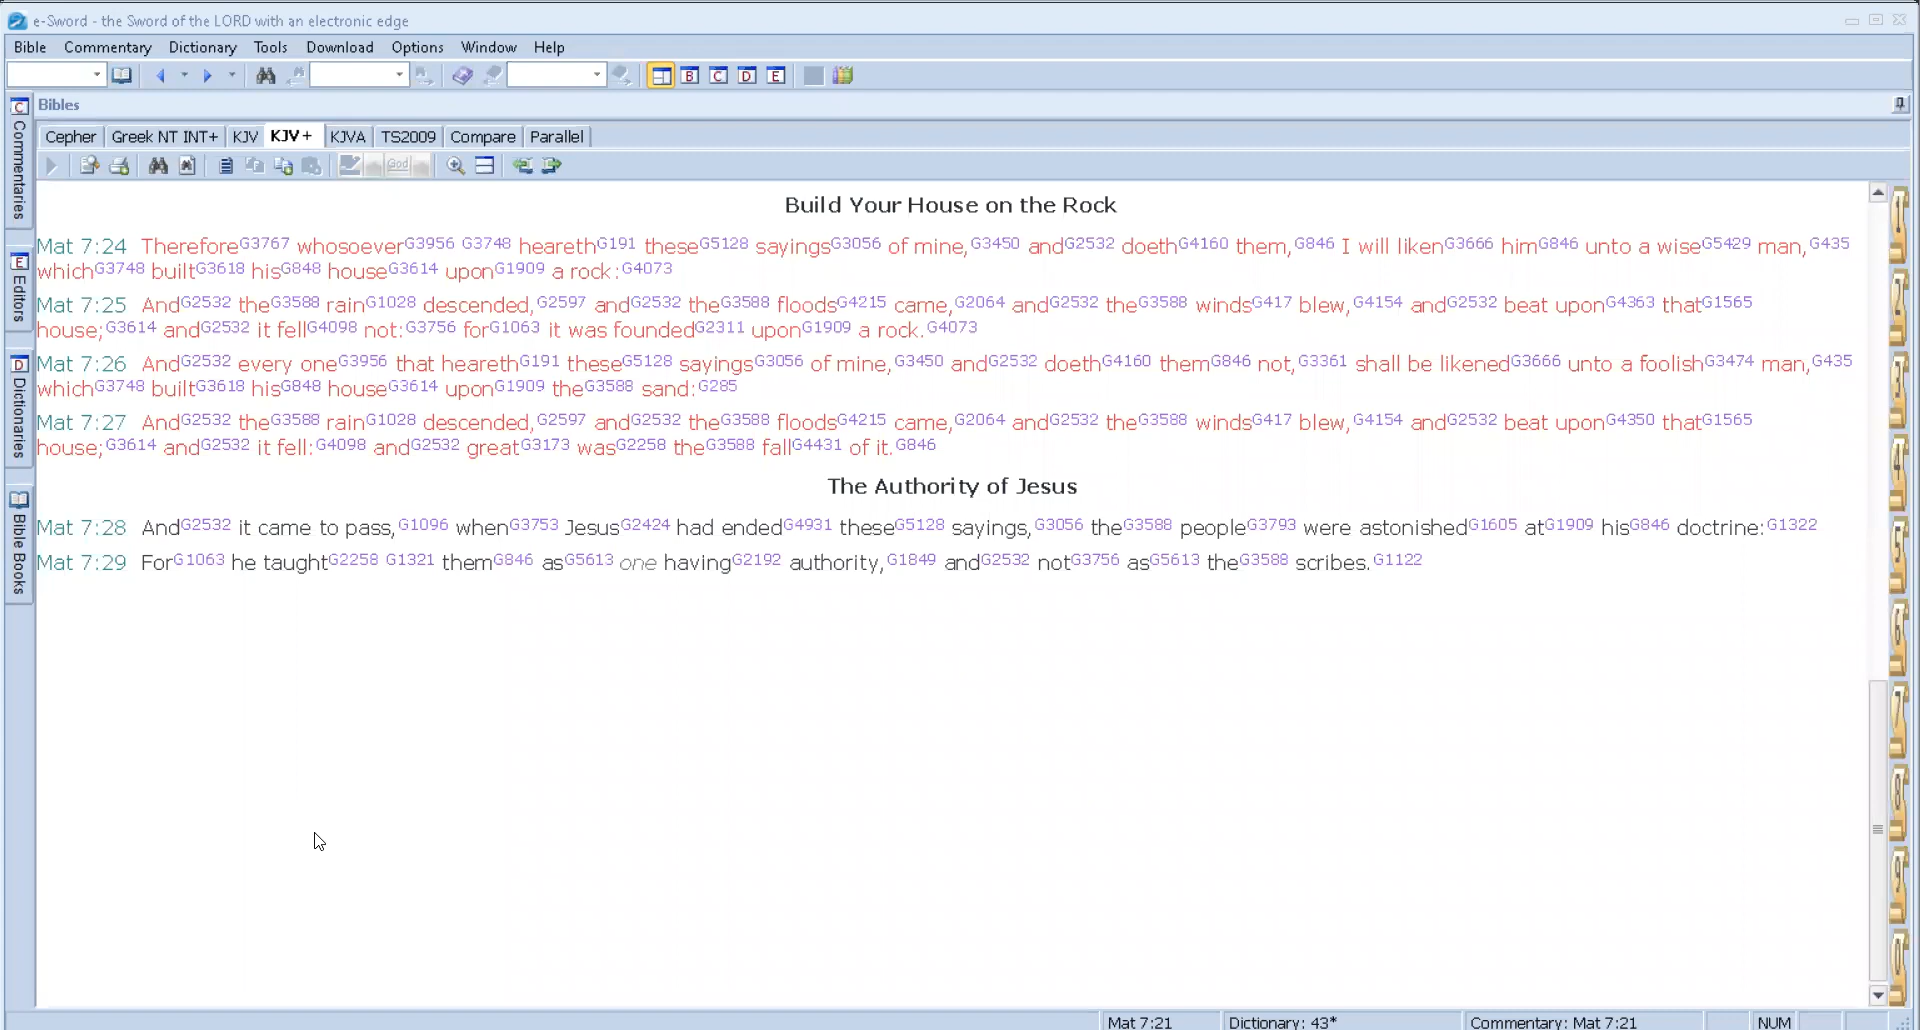 e-Sword - the Sword of the LORD with an electronic edge
Bible Commentary Dictionary Tools Download Options Window Help
B C D E
Bibles
Cepher Greek NT INT+ KJV KJV+ KJVA TS2009 Compare Parallel
God
C Commentaries
E Editors
D Dictionaries
Bible Books
Build Your House on the Rock
Mat 7:24 ThereforeG3767 whosoeverG3956 G3748 hearethG191 theseG5128 sayingsG3056 of mine,G3450 andG2532 doethG4160 them,G846 I will likenG3666 himG846 unto a wiseG5429 man,G435
whichG3748 builtG3618 hisG848 houseG3614 uponG1909 a rock:G4073
Mat 7:25 AndG2532 theG3588 rainG1028 descended,G2597 andG2532 theG3588 floodsG4215 came,G2064 andG2532 theG3588 windsG417 blew,G4154 andG2532 beat uponG4363 thatG1565
house;G3614 andG2532 it fellG4098 not:G3756 forG1063 it was foundedG2311 uponG1909 a rock.G4073
Mat 7:26 AndG2532 every oneG3956 that hearethG191 theseG5128 sayingsG3056 of mine,G3450 andG2532 doethG4160 themG846 not,G3361 shall be likenedG3666 unto a foolishG3474 man,G435
whichG3748 builtG3618 hisG848 houseG3614 uponG1909 theG3588 sand:G285
Mat 7:27 AndG2532 theG3588 rainG1028 descended,G2597 andG2532 theG3588 floodsG4215 came,G2064 andG2532 theG3588 windsG417 blew,G4154 andG2532 beat uponG4350 thatG1565
house;G3614 andG2532 it fell:G4098 andG2532 greatG3173 wasG2258 theG3588 fallG4431 of it.G846
The Authority of Jesus
Mat 7:28 AndG2532 it came to pass,G1096 whenG3753 JesusG2424 had endedG4931 theseG5128 sayings,G3056 theG3588 peopleG3793 were astonishedG1605 atG1909 hisG846 doctrine:G1322
Mat 7:29 ForG1063 he taughtG2258 G1321 themG846 asG5613 one havingG2192 authority,G1849 andG2532 notG3756 asG5613 theG3588 scribes.G1122
1
2
3
4
5
6
7
8
9
0
Mat 7:21 Dictionary: 43* Commentary: Mat 7:21 NUM